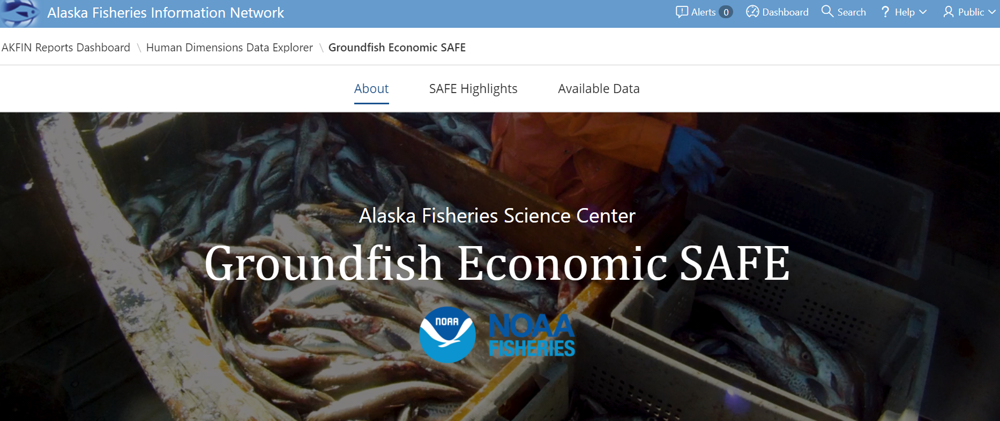 Alaska Fisheries Information Network
Alerts 0 Dashboard Search ? Help Public
AKFIN Reports Dashboard \ Human Dimensions Data Explorer \ Groundfish Economic SAFE
About SAFE Highlights Available Data
Alaska Fisheries Science Center
Groundfish Economic SAFE
NOAA
NOAA
FISHERIES